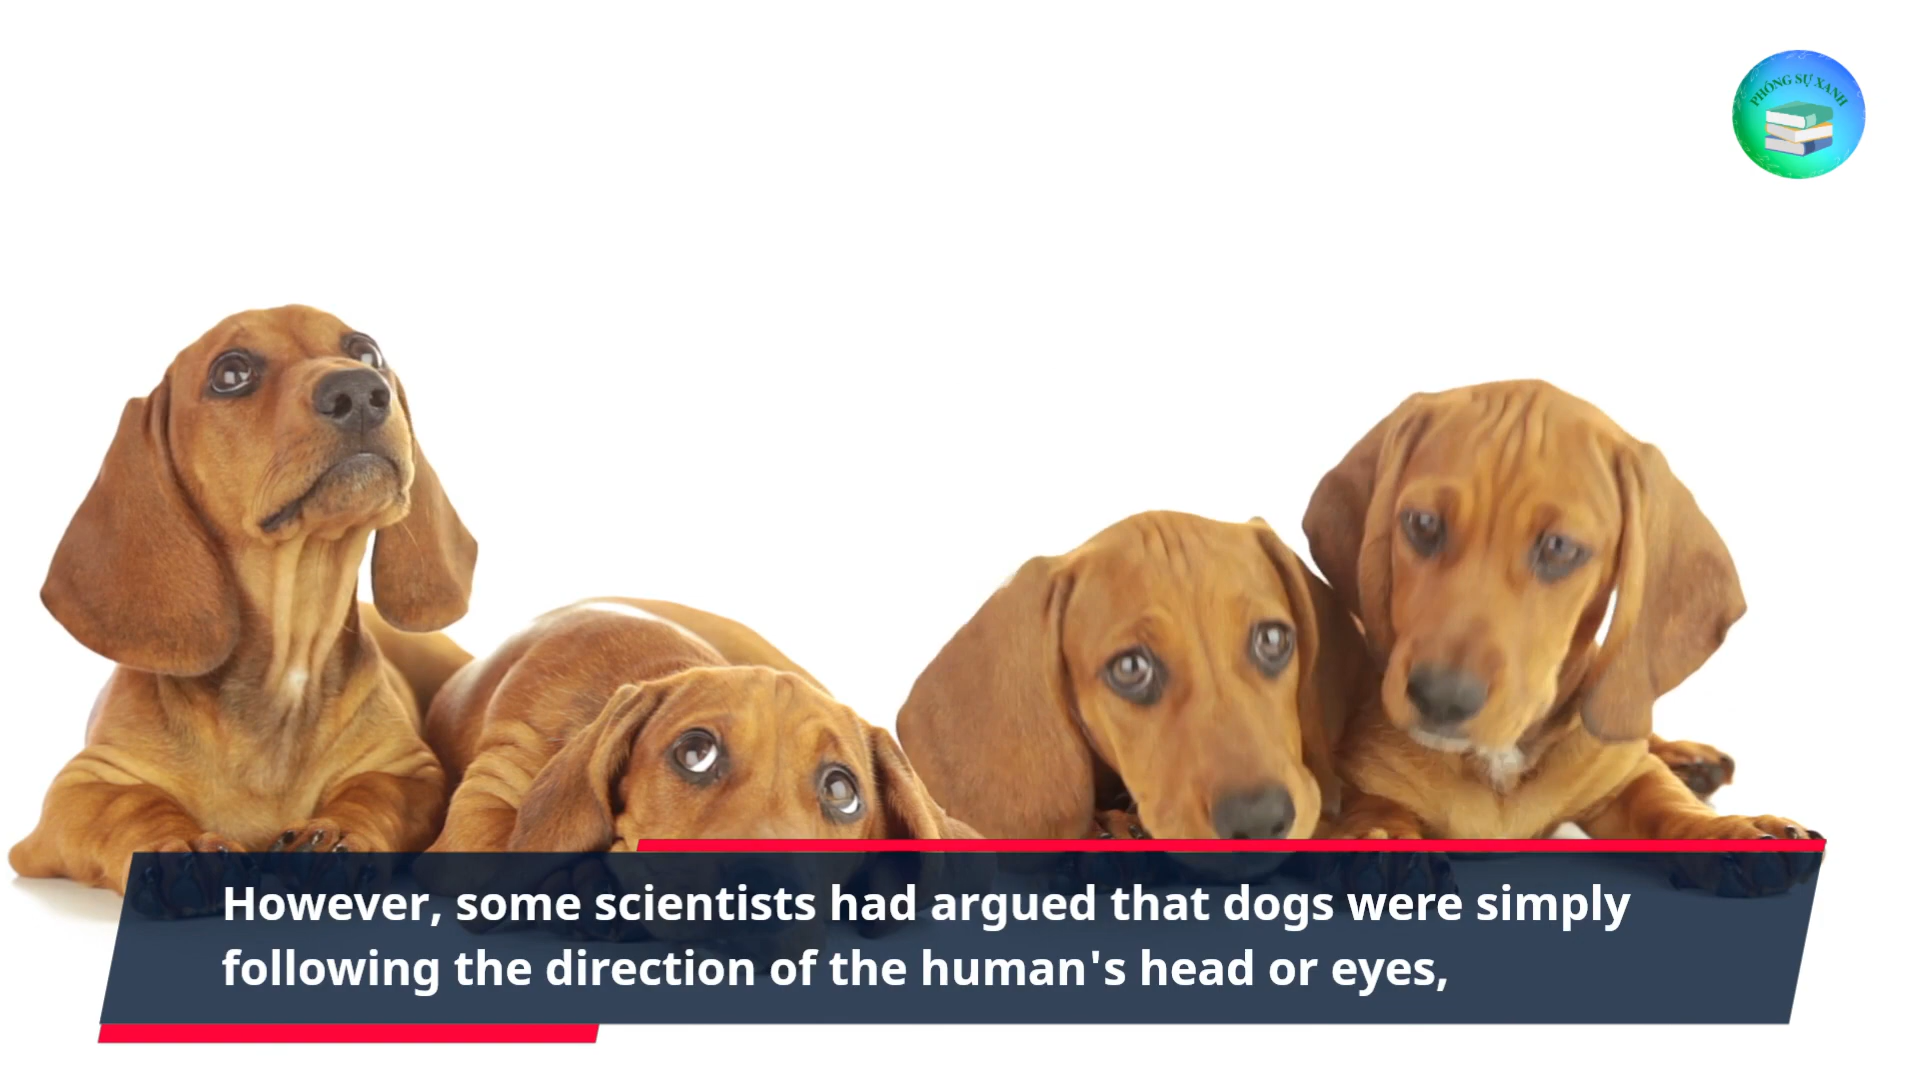 PHÓNG SỰ XANH
However, some scientists had argued that dogs were simply
following the direction of the human's head or eyes,